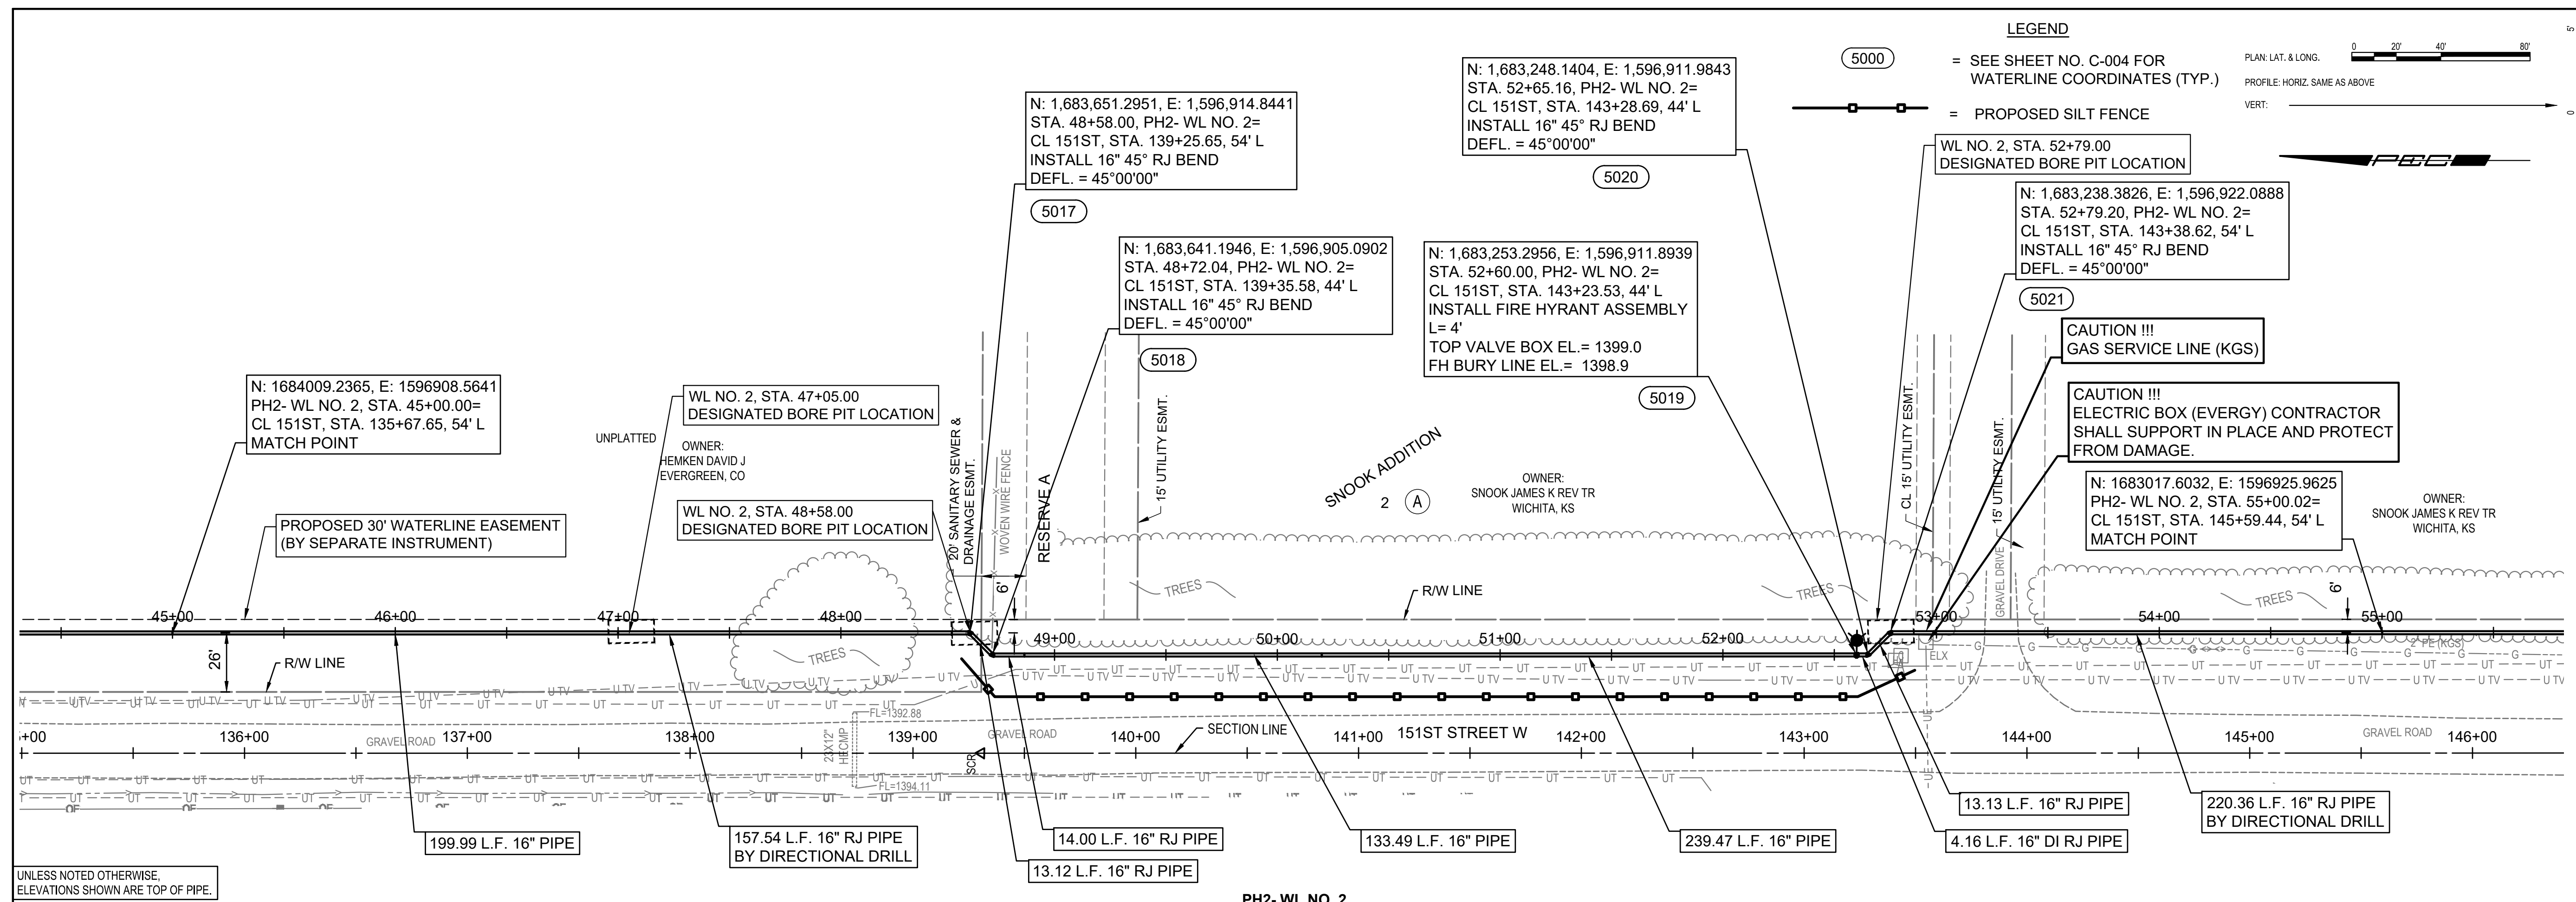 LEGEND
5000
= SEE SHEET NO. C-004 FOR
WATERLINE COORDINATES (TYP.)
= PROPOSED SILT FENCE
PLAN: LAT. & LONG.
0 20' 40' 80'
PROFILE: HORIZ. SAME AS ABOVE
VERT:
5'
0
PEC
N: 1,683,651.2951, E: 1,596,914.8441
STA. 48+58.00, PH2- WL NO. 2=
CL 151ST, STA. 139+25.65, 54' L
INSTALL 16" 45° RJ BEND
DEFL. = 45°00'00"
5017
N: 1,683,248.1404, E: 1,596,911.9843
STA. 52+65.16, PH2- WL NO. 2=
CL 151ST, STA. 143+28.69, 44' L
INSTALL 16" 45° RJ BEND
DEFL. = 45°00'00"
5020
WL NO. 2, STA. 52+79.00
DESIGNATED BORE PIT LOCATION
N: 1,683,238.3826, E: 1,596,922.0888
STA. 52+79.20, PH2- WL NO. 2=
CL 151ST, STA. 143+38.62, 54' L
INSTALL 16" 45° RJ BEND
DEFL. = 45°00'00"
5021
N: 1,683,641.1946, E: 1,596,905.0902
STA. 48+72.04, PH2- WL NO. 2=
CL 151ST, STA. 139+35.58, 44' L
INSTALL 16" 45° RJ BEND
DEFL. = 45°00'00"
5018
N: 1,683,253.2956, E: 1,596,911.8939
STA. 52+60.00, PH2- WL NO. 2=
CL 151ST, STA. 143+23.53, 44' L
INSTALL FIRE HYRANT ASSEMBLY
L= 4'
TOP VALVE BOX EL.= 1399.0
FH BURY LINE EL.= 1398.9
5019
CAUTION !!!
GAS SERVICE LINE (KGS)
CAUTION !!!
ELECTRIC BOX (EVERGY) CONTRACTOR
SHALL SUPPORT IN PLACE AND PROTECT
FROM DAMAGE.
N: 1684009.2365, E: 1596908.5641
PH2- WL NO. 2, STA. 45+00.00=
CL 151ST, STA. 135+67.65, 54' L
MATCH POINT
UNPLATTED
OWNER:
HEMKEN DAVID J
EVERGREEN, CO
WL NO. 2, STA. 47+05.00
DESIGNATED BORE PIT LOCATION
WL NO. 2, STA. 48+58.00
DESIGNATED BORE PIT LOCATION
PROPOSED 30' WATERLINE EASEMENT
(BY SEPARATE INSTRUMENT)
20' SANITARY SEWER &
DRAINAGE ESMT.
WOVEN WIRE FENCE
RESERVE A
15' UTILITY ESMT.
SNOOK ADDITION
2 A
OWNER:
SNOOK JAMES K REV TR
WICHITA, KS
CL 15' UTILITY ESMT.
15' UTILITY ESMT.
GRAVEL DRIVE
N: 1683017.6032, E: 1596925.9625
PH2- WL NO. 2, STA. 55+00.02=
CL 151ST, STA. 145+59.44, 54' L
MATCH POINT
OWNER:
SNOOK JAMES K REV TR
WICHITA, KS
6'
6'
TREES
TREES
TREES
TREES
R/W LINE
45+00 46+00 47+00 48+00 49+00 50+00 51+00 52+00 53+00 54+00 55+00
26'
R/W LINE
2" PE (KGS)
ELX
UE
G G G G G G
UT UT UT UT UT UT
U TV U TV U TV U TV U TV
FL=1392.88
23X12"
HECMP
FL=1394.11
SCR
GRAVEL ROAD
GRAVEL ROAD
SECTION LINE
151ST STREET W
GRAVEL ROAD
136+00 137+00 138+00 139+00 140+00 141+00 142+00 143+00 144+00 145+00 146+00
199.99 L.F. 16" PIPE
157.54 L.F. 16" RJ PIPE
BY DIRECTIONAL DRILL
13.12 L.F. 16" RJ PIPE
14.00 L.F. 16" RJ PIPE
133.49 L.F. 16" PIPE
239.47 L.F. 16" PIPE
4.16 L.F. 16" DI RJ PIPE
13.13 L.F. 16" RJ PIPE
220.36 L.F. 16" RJ PIPE
BY DIRECTIONAL DRILL
UNLESS NOTED OTHERWISE,
ELEVATIONS SHOWN ARE TOP OF PIPE.
PH2- WL NO. 2